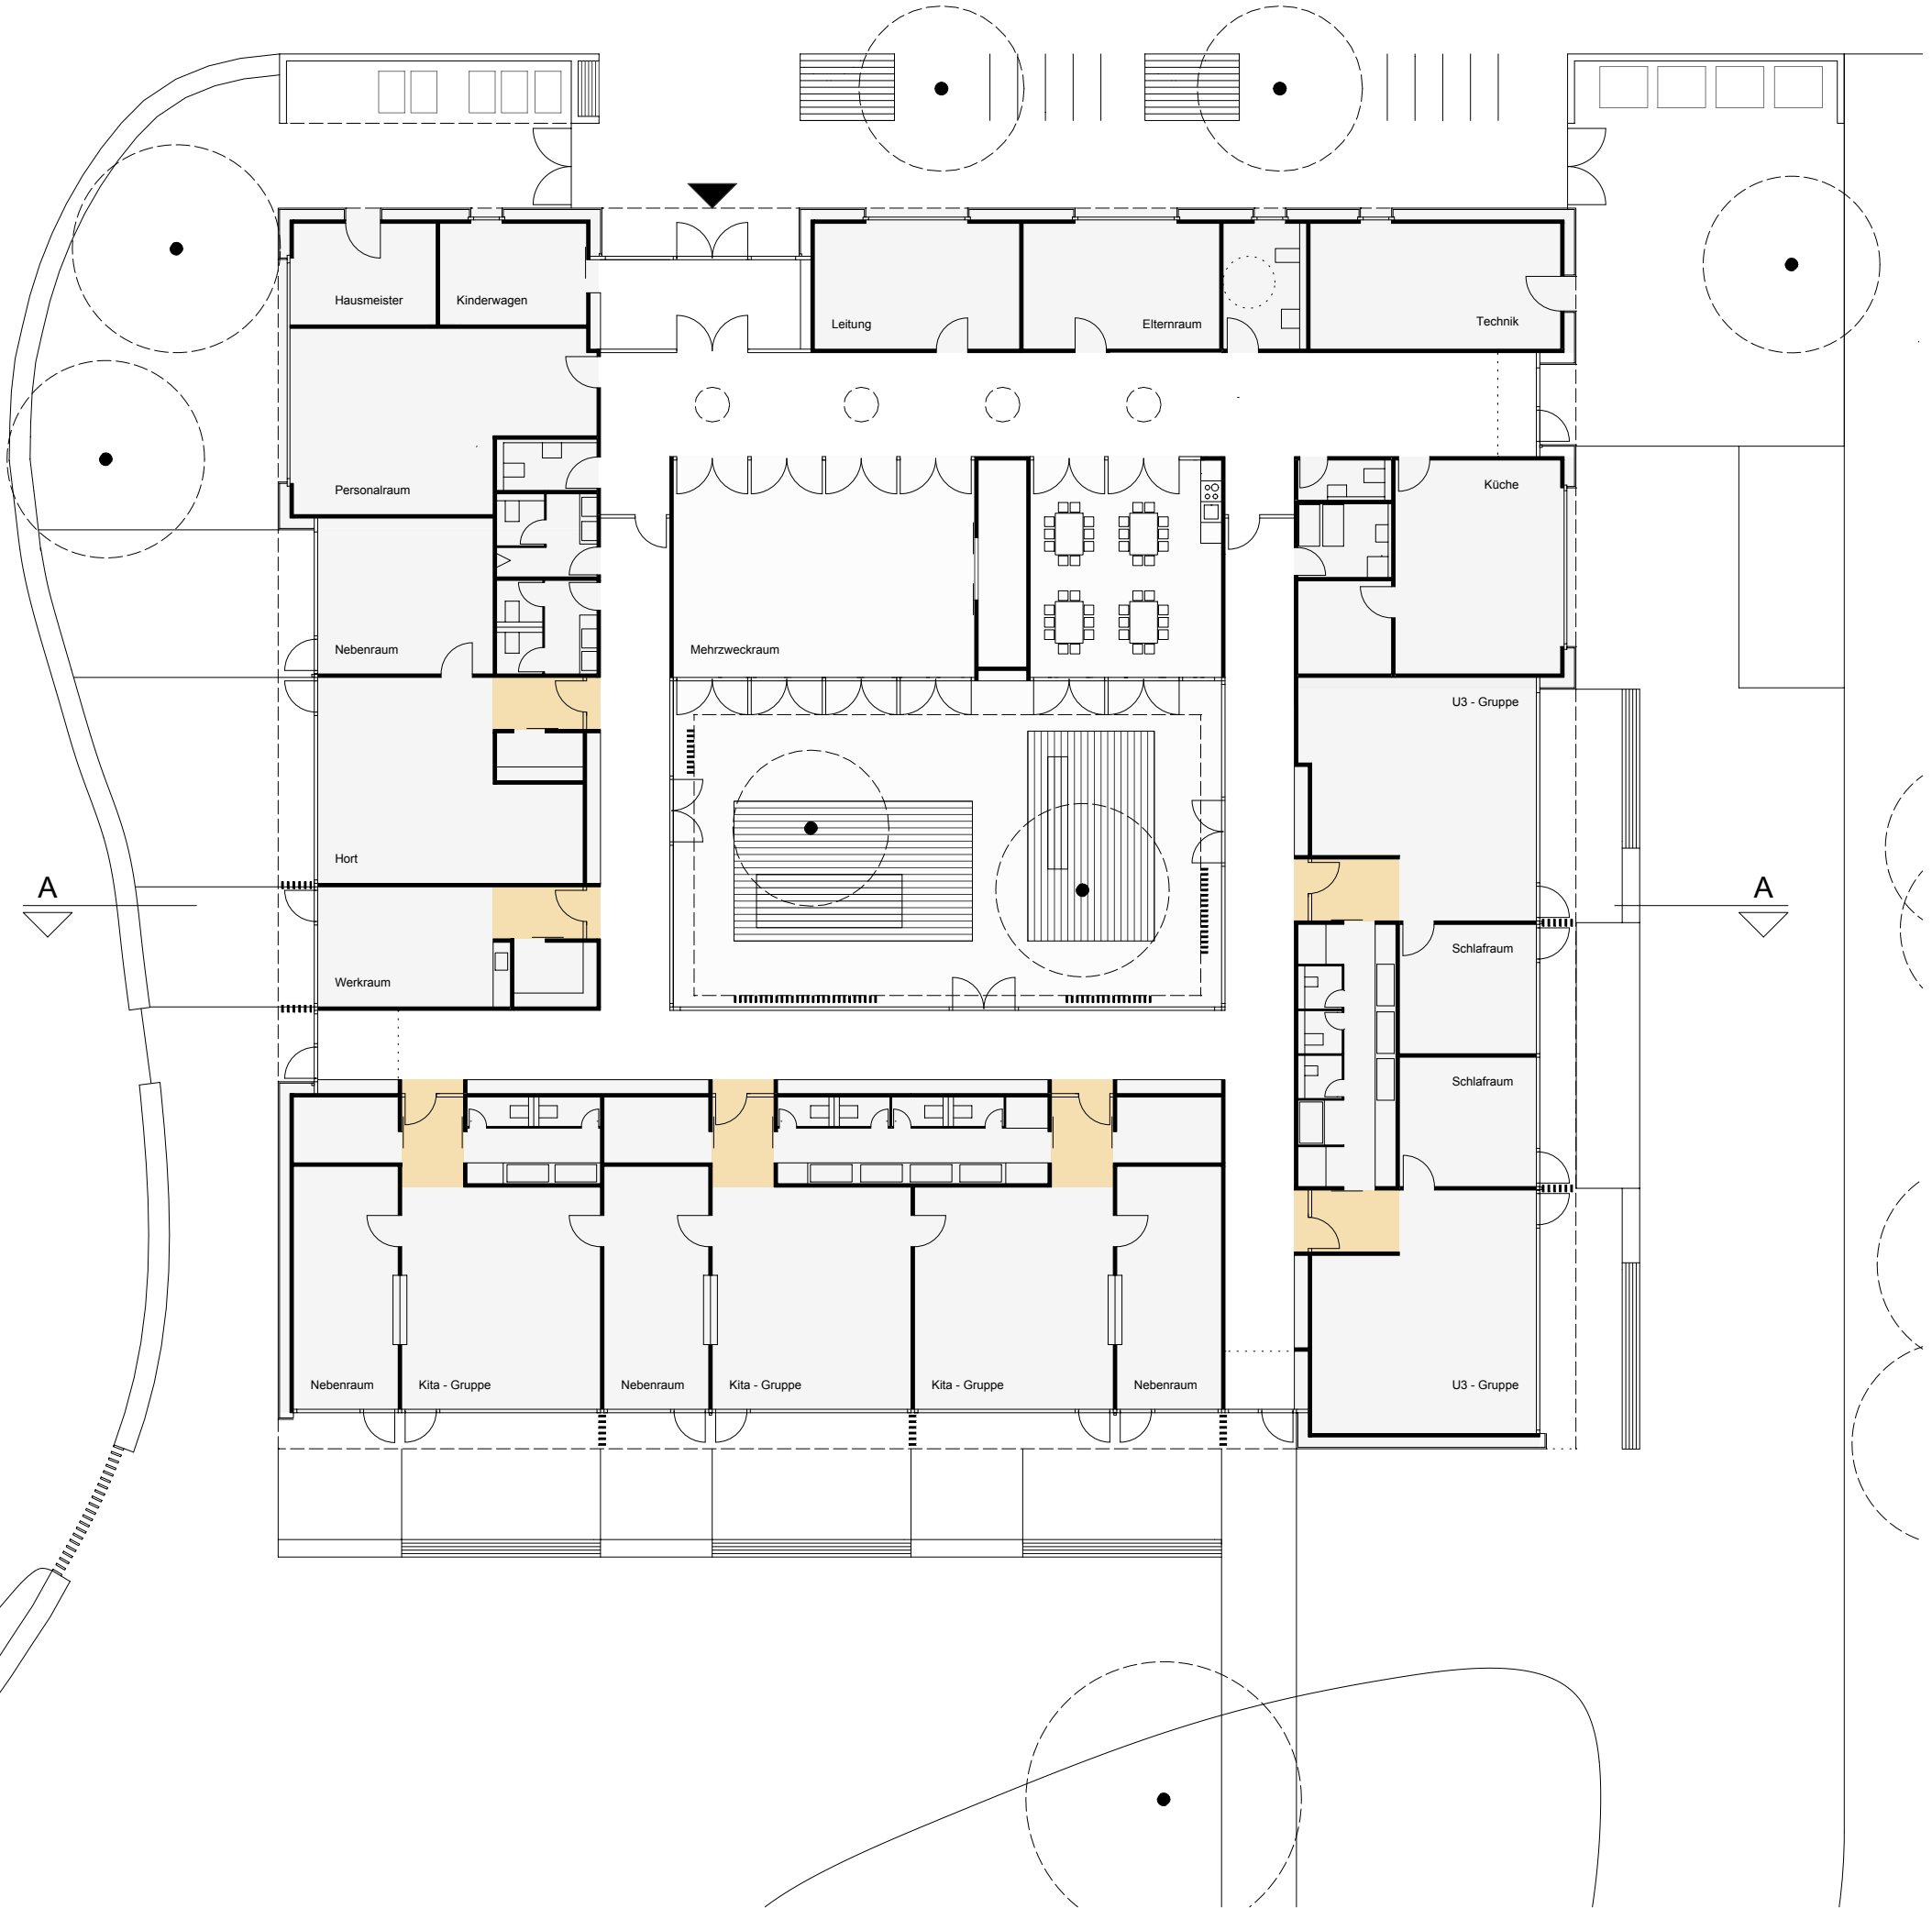 Hausmeister
Kinderwagen
Leitung
Elternraum
Technik
Personalraum
Küche
Nebenraum
Mehrzweckraum
U3 - Gruppe
Hort
A
A
Schlafraum
Werkraum
Schlafraum
Nebenraum
Kita - Gruppe
Nebenraum
Kita - Gruppe
Kita - Gruppe
Nebenraum
U3 - Gruppe